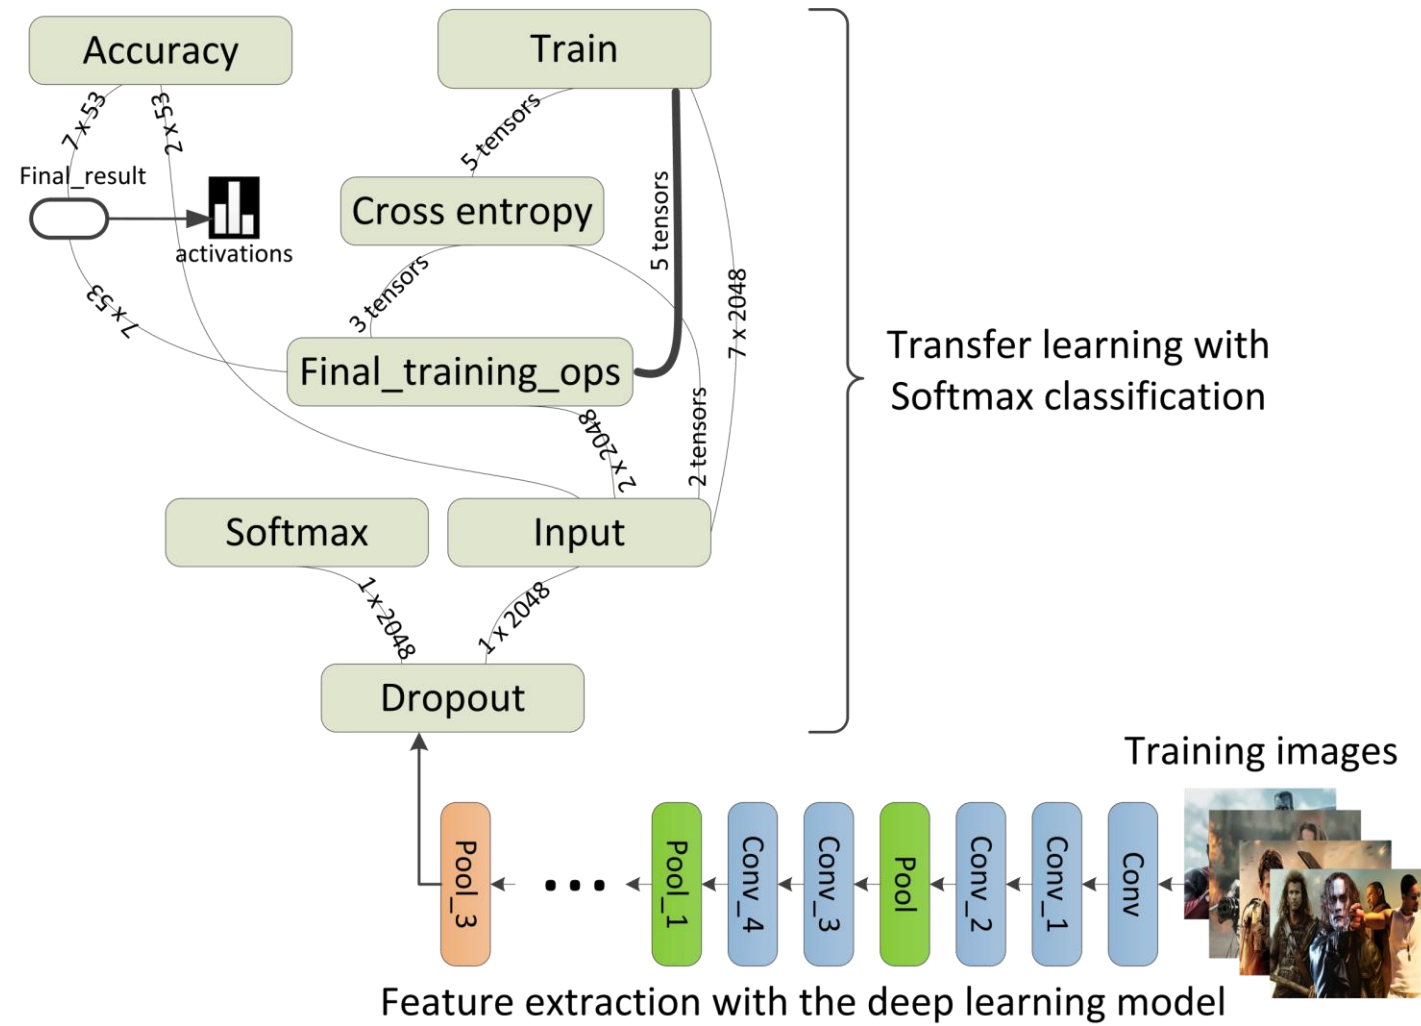 Accuracy
Train
7 x 53
2 x 53
5 tensors
Final_result
activations
Cross entropy
5 tensors
7 x 2048
7 x 53
3 tensors
Final_training_ops
Transfer learning with
Softmax classification
2 x 2048
2 tensors
Softmax
Input
1 x 2048
1 x 2048
Dropout
Training images
Pool_3
Pool_1
Conv_4
Conv_3
Pool
Conv_2
Conv_1
Conv
Feature extraction with the deep learning model